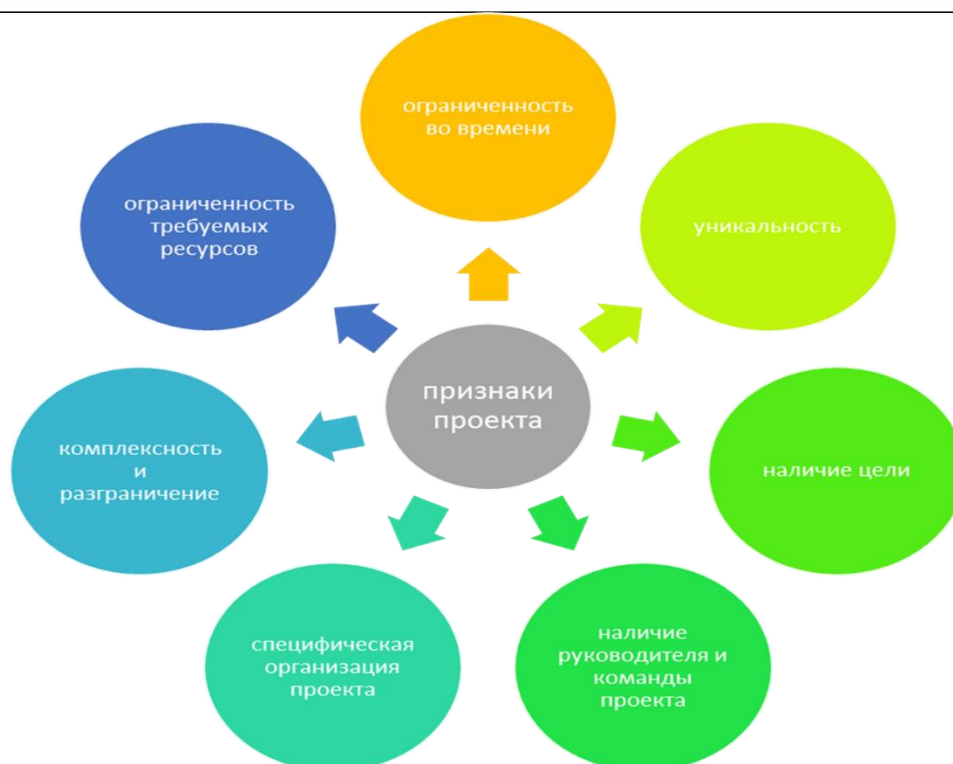 ограниченность
во времени
уникальность
наличие цели
наличие
руководителя и
команды
проекта
специфическая
организация
проекта
комплексность
и
разграничение
ограниченность
требуемых
ресурсов
признаки
проекта